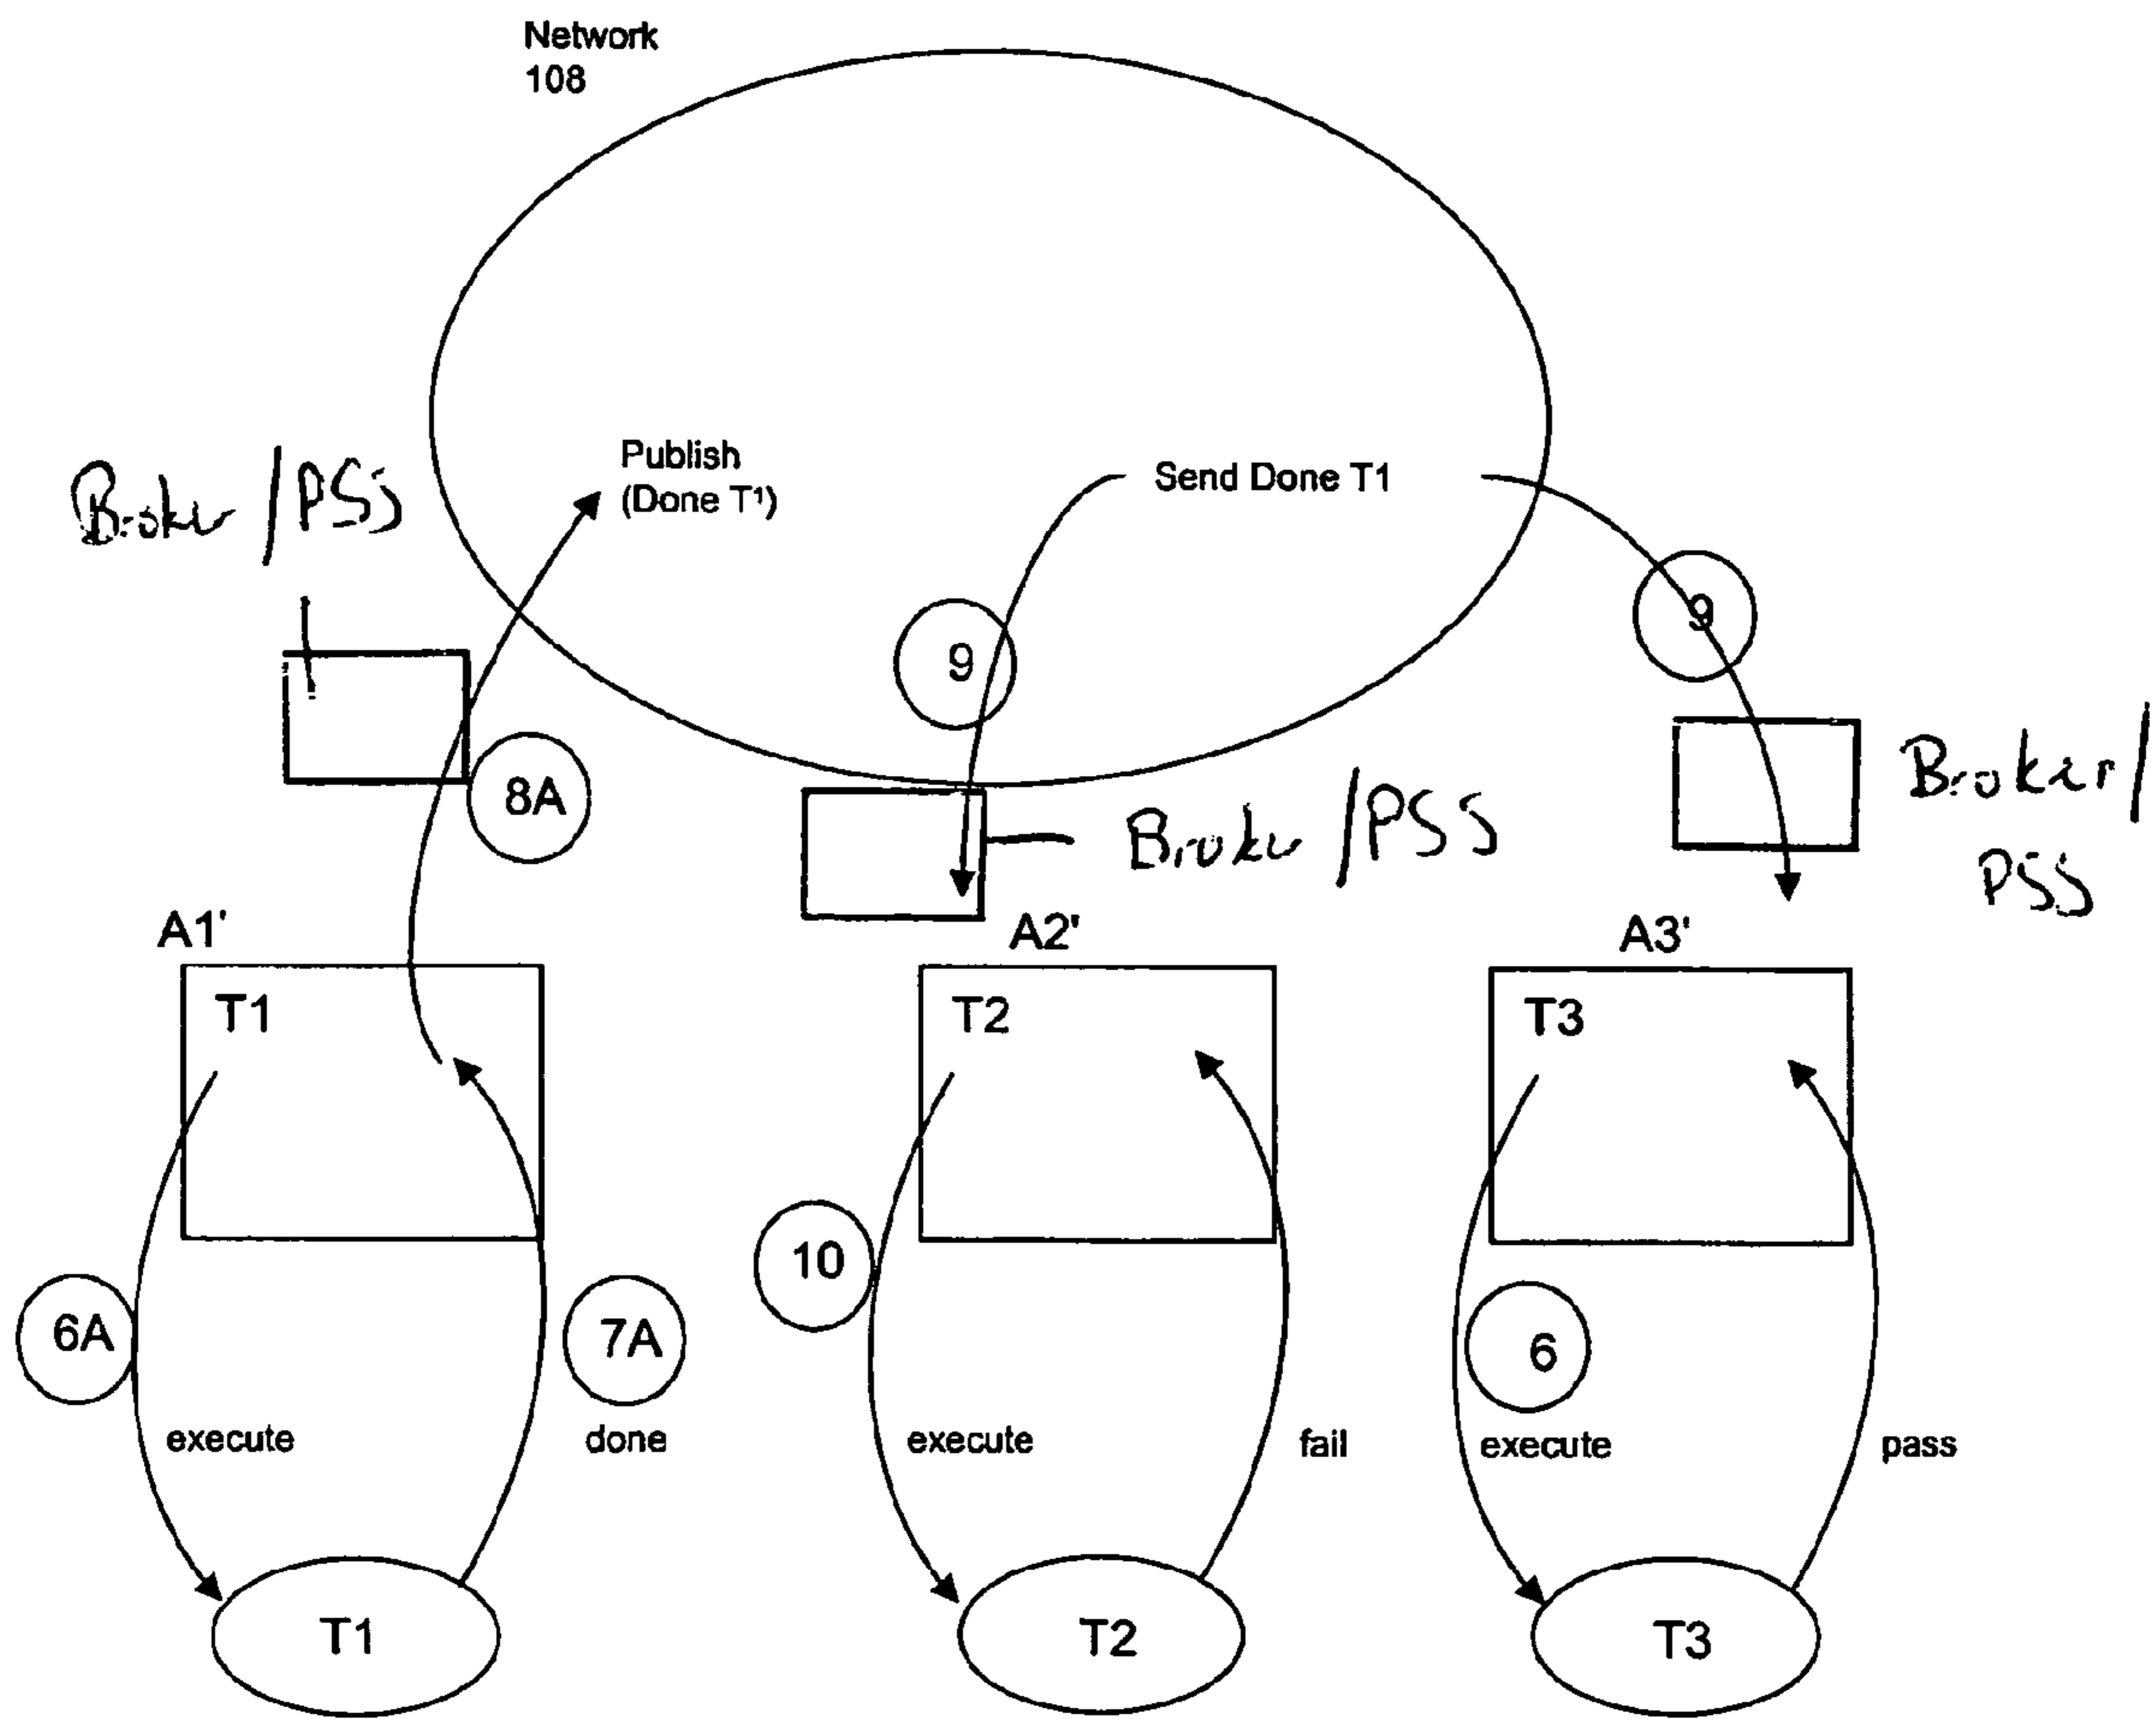 Network
108
Publish
(Done T¹)
Send Done T1
Broker /PSS
9
9
8A
Broker /PSS
Broker /
PSS
A1'
A2'
A3'
T1
T2
T3
10
6A
7A
6
execute
done
execute
fail
execute
pass
T1
T2
T3